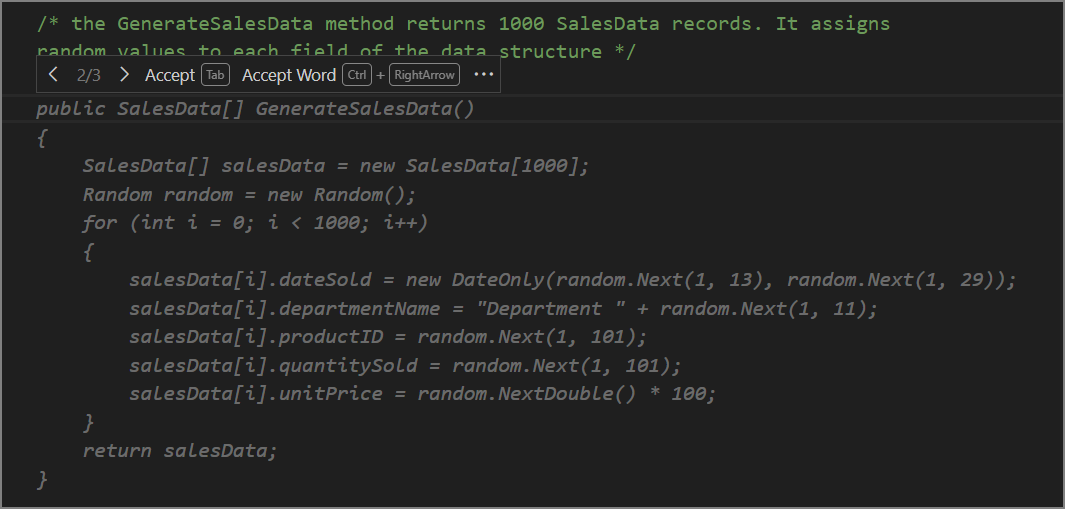 /* the GenerateSalesData method returns 1000 SalesData records. It assigns
random values to each field of the data structure */
2/3 Accept Tab Accept Word Ctrl + RightArrow ···
public SalesData[] GenerateSalesData()
{
    SalesData[] salesData = new SalesData[1000];
    Random random = new Random();
    for (int i = 0; i < 1000; i++)
    {
        salesData[i].dateSold = new DateOnly(random.Next(1, 13), random.Next(1, 29));
        salesData[i].departmentName = "Department " + random.Next(1, 11);
        salesData[i].productID = random.Next(1, 101);
        salesData[i].quantitySold = random.Next(1, 101);
        salesData[i].unitPrice = random.NextDouble() * 100;
    }
    return salesData;
}